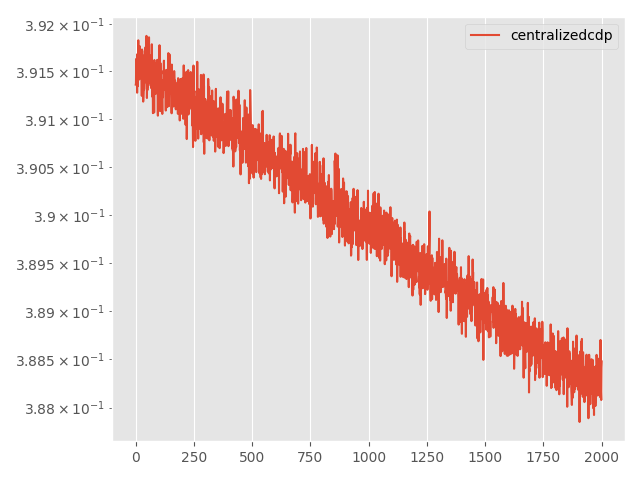 3.92 × 10⁻¹
3.915 × 10⁻¹
3.91 × 10⁻¹
3.905 × 10⁻¹
3.9 × 10⁻¹
3.895 × 10⁻¹
3.89 × 10⁻¹
3.885 × 10⁻¹
3.88 × 10⁻¹
centralizedcdp
0 250 500 750 1000 1250 1500 1750 2000